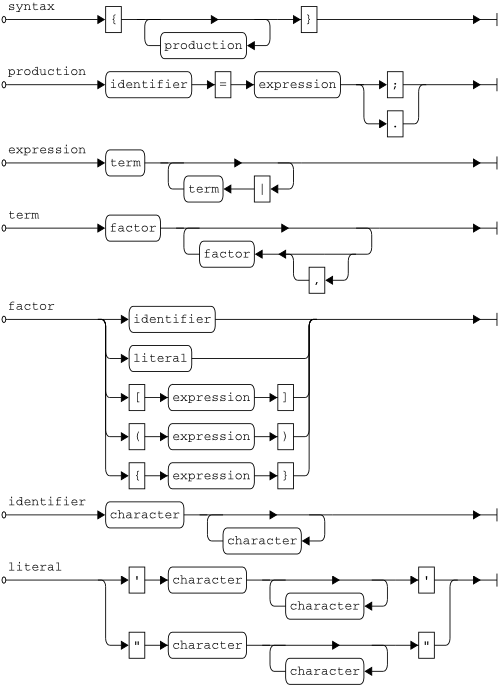 syntax
{ }
production
production
identifier = expression ;
.
expression
term
term |
term
factor
factor
,
factor
identifier
literal
[ expression ]
( expression )
{ expression }
identifier
character
character
literal
' character '
character
" character "
character